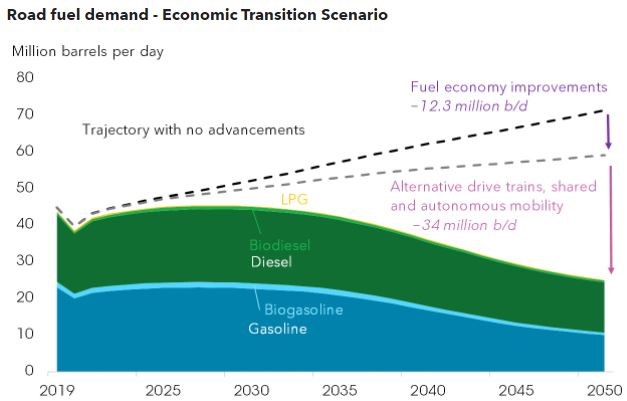 Road fuel demand - Economic Transition Scenario
Million barrels per day
80
70
60
50
40
30
20
10
0
Fuel economy improvements
-12.3 million b/d
Trajectory with no advancements
Alternative drive trains, shared
and autonomous mobility
-34 million b/d
LPG
Biodiesel
Diesel
Biogasoline
Gasoline
2019 2025 2030 2035 2040 2045 2050